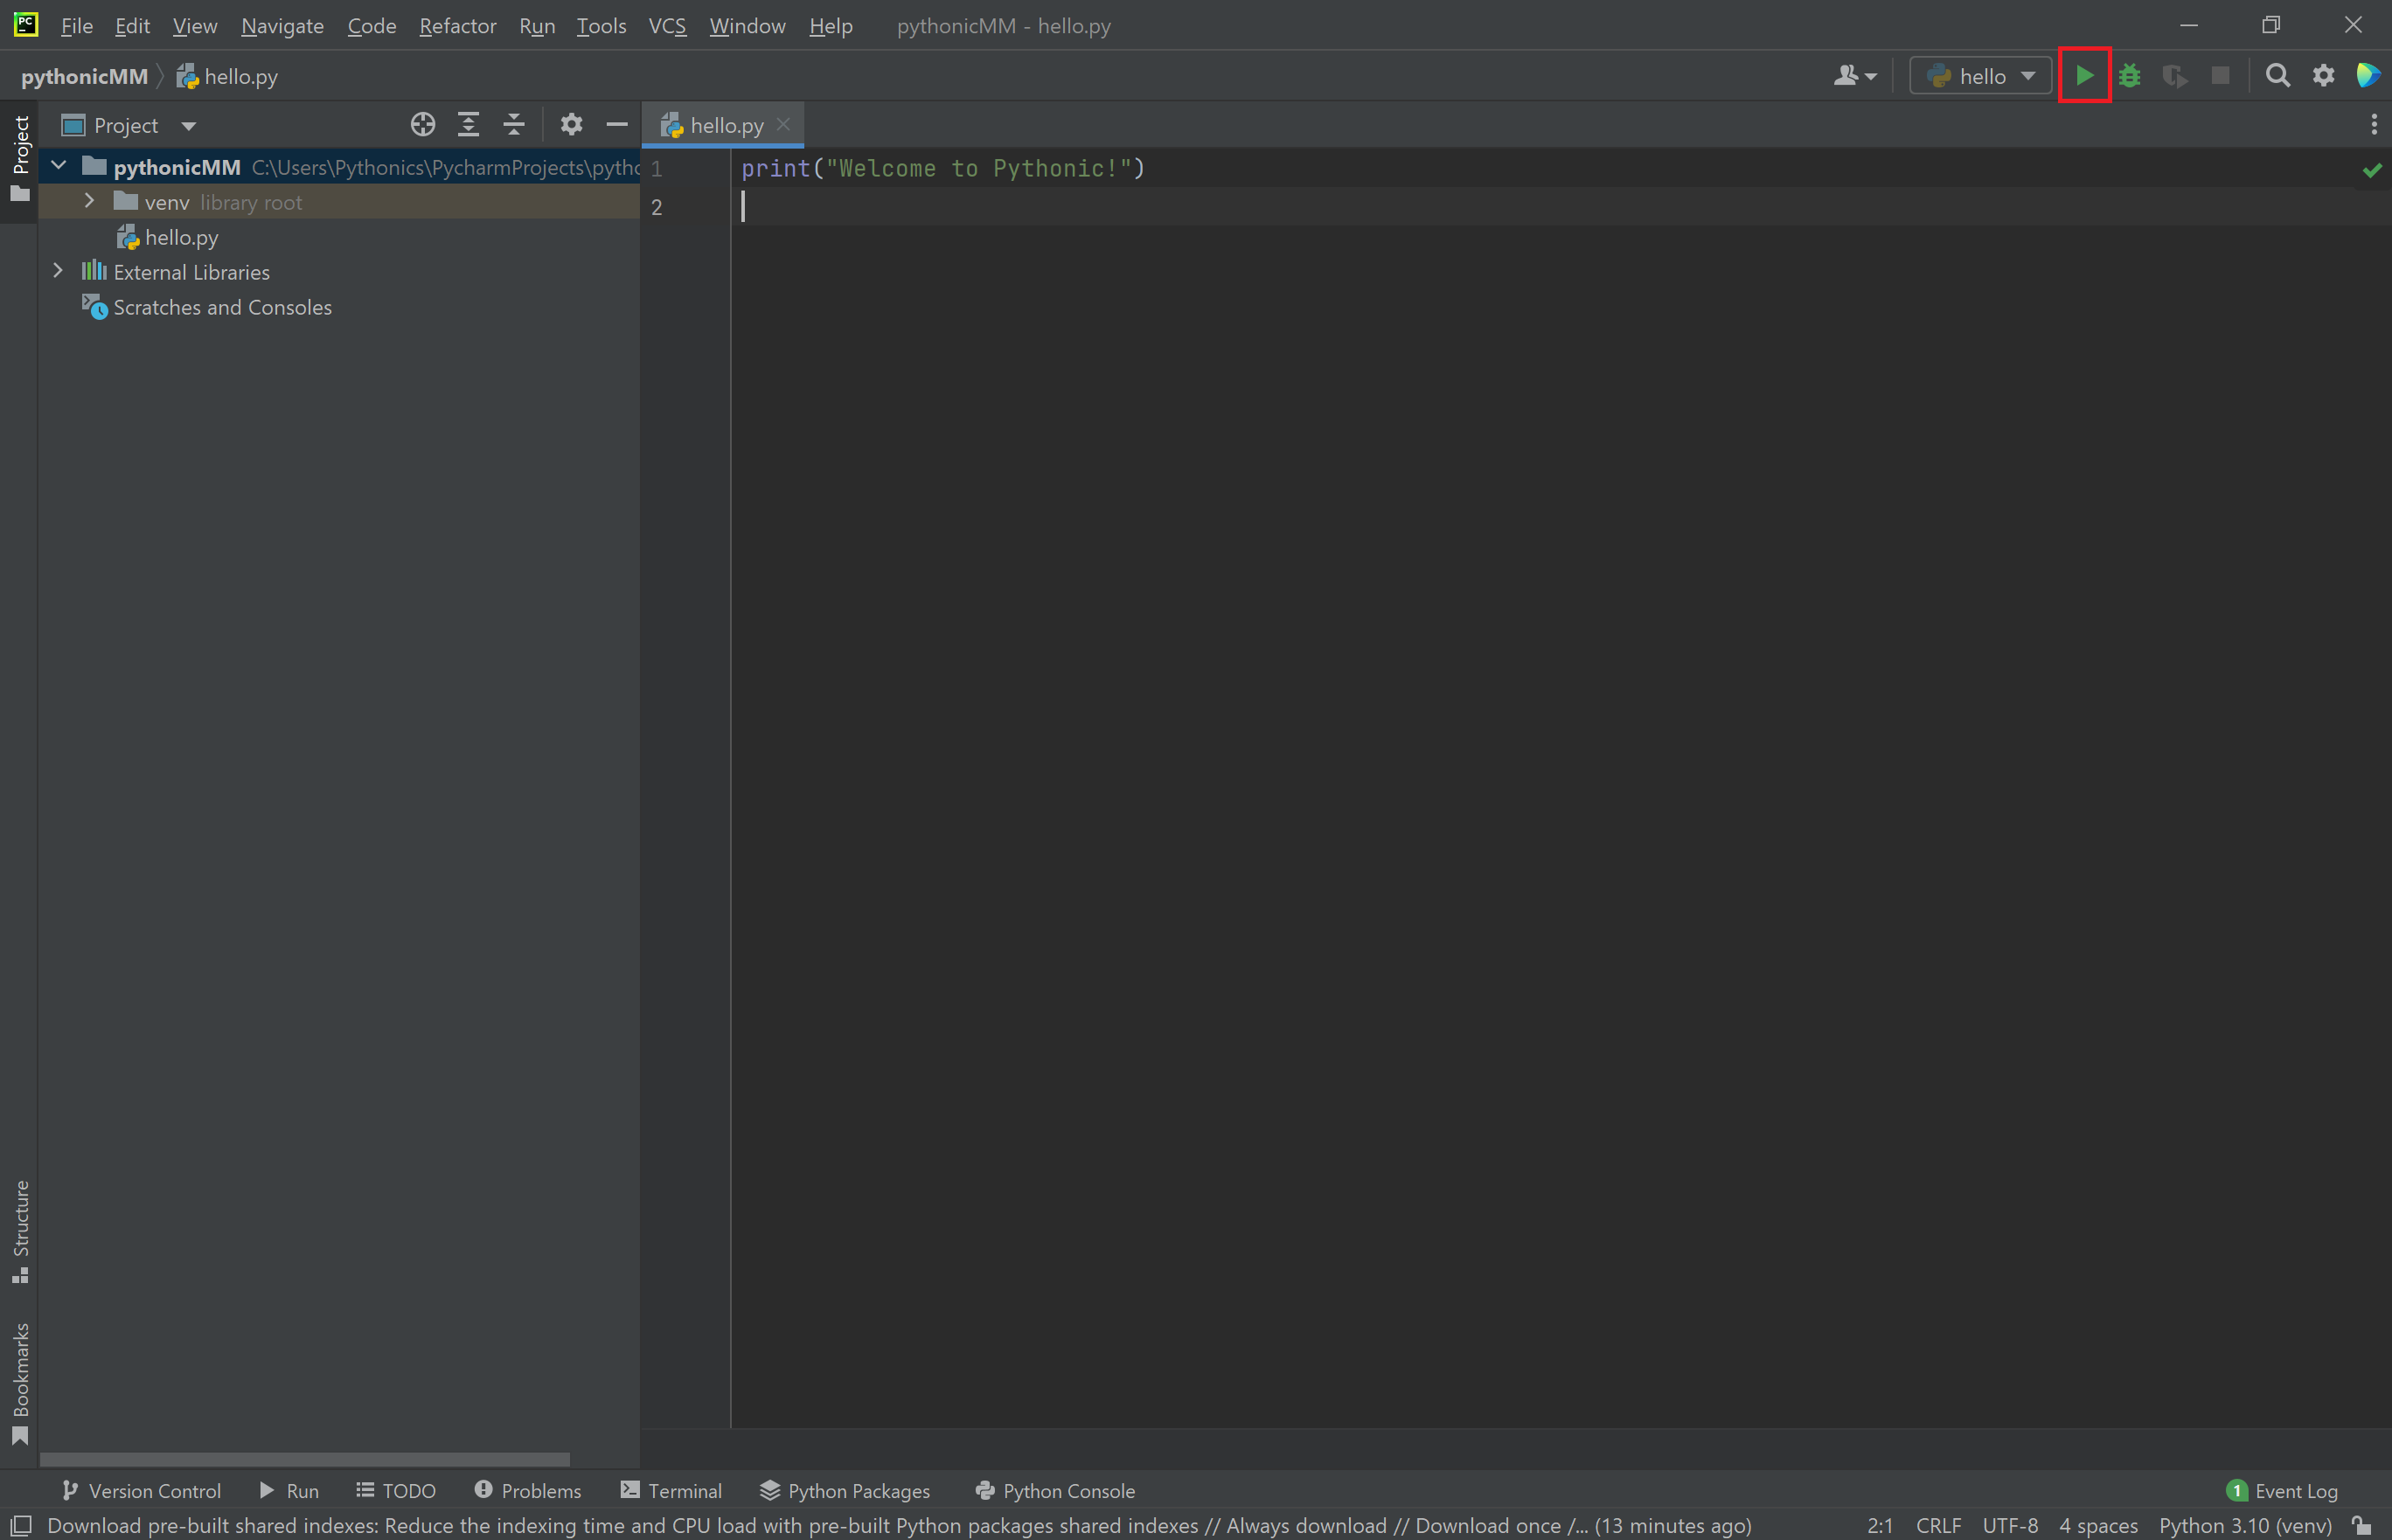 PC
File Edit View Navigate Code Refactor Run Tools VCS Window Help pythonicMM - hello.py
pythonicMM hello.py
hello
Project
Project
hello.py
pythonicMM C:\Users\Pythonics\PycharmProjects\pytho
venv library root
hello.py
External Libraries
Scratches and Consoles
1 print("Welcome to Pythonic!")
2
Structure
Bookmarks
Version Control Run TODO Problems Terminal Python Packages Python Console
1 Event Log
Download pre-built shared indexes: Reduce the indexing time and CPU load with pre-built Python packages shared indexes // Always download // Download once /... (13 minutes ago)
2:1 CRLF UTF-8 4 spaces Python 3.10 (venv)